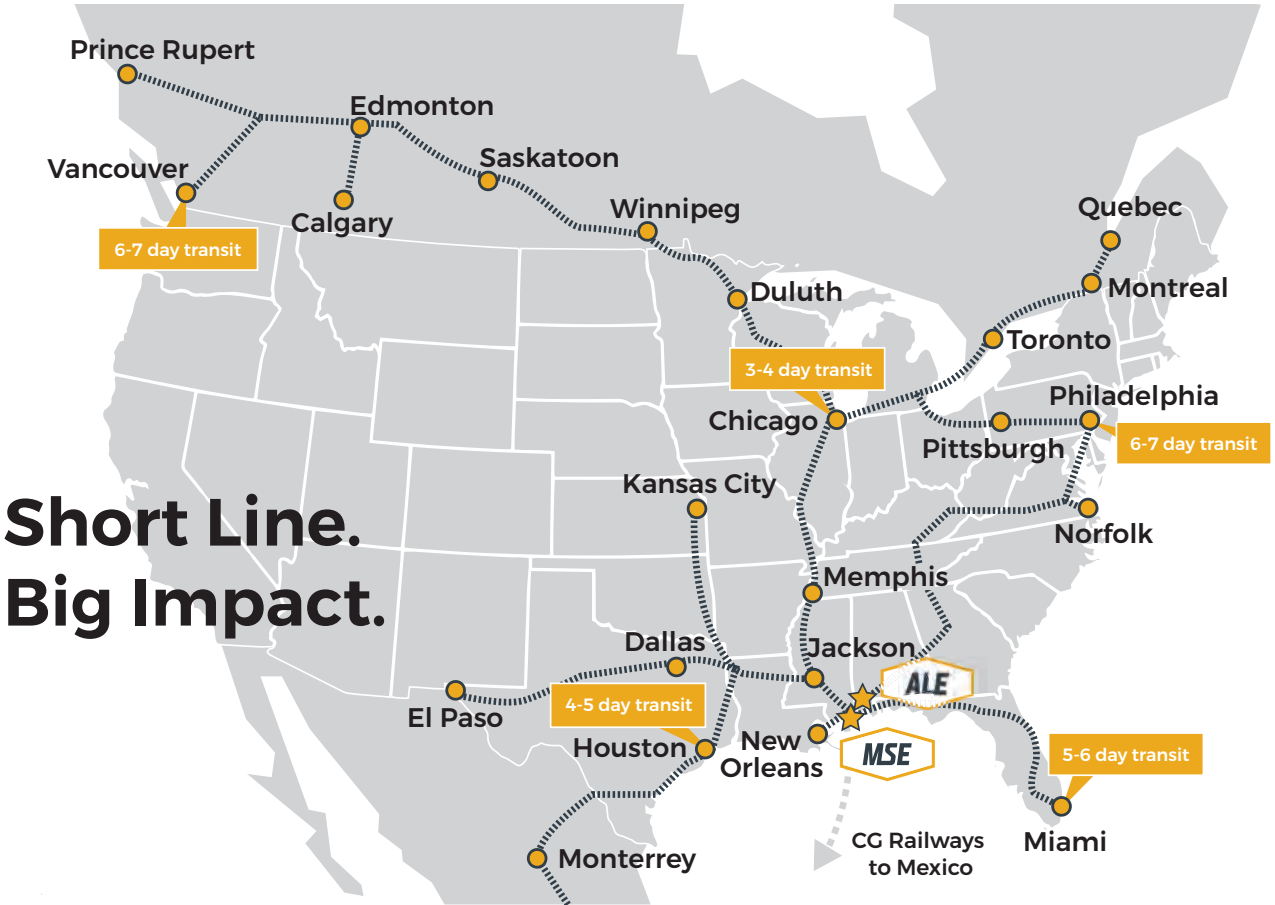 Prince Rupert
Edmonton
Saskatoon
Vancouver
Calgary
Winnipeg
Quebec
6-7 day transit
Duluth
Montreal
Toronto
3-4 day transit
Philadelphia
Chicago
Pittsburgh
6-7 day transit
Kansas City
Short Line.
Big Impact.
Norfolk
Memphis
Dallas
Jackson
ALE
El Paso
4-5 day transit
Houston
New
Orleans
MSE
5-6 day transit
CG Railways
to Mexico
Miami
Monterrey